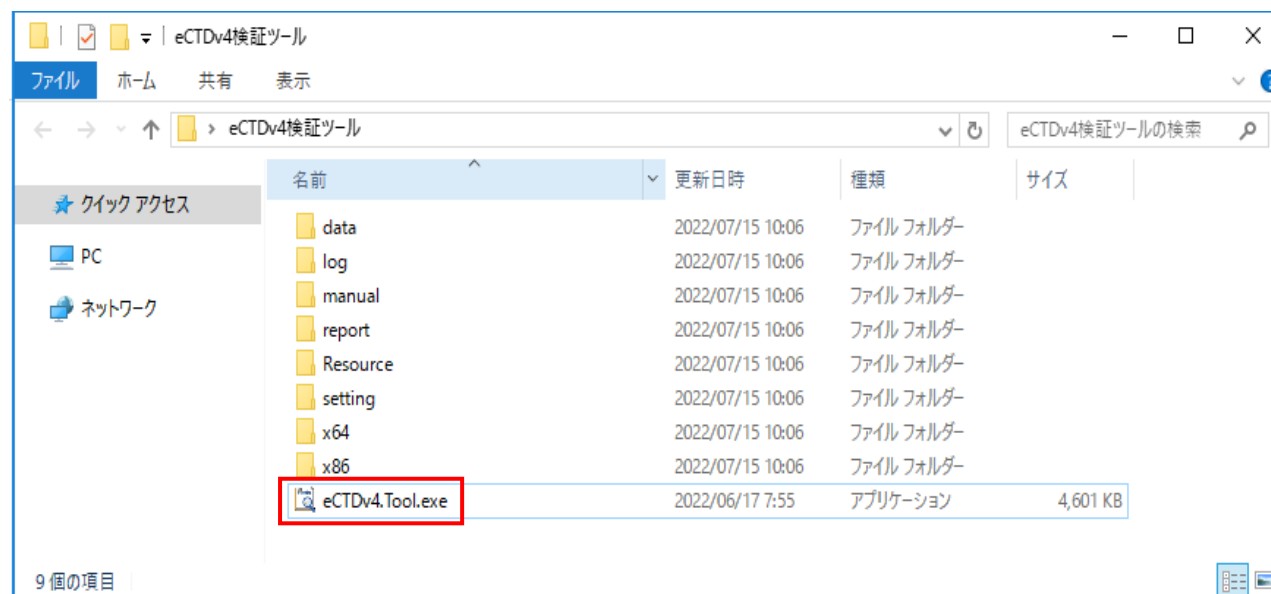 eCTDv4検証ツール
ファイル ホーム 共有 表示
eCTDv4検証ツール eCTDv4検証ツールの検索
名前 更新日時 種類 サイズ
クイック アクセス
PC
ネットワーク
data 2022/07/15 10:06 ファイル フォルダー
log 2022/07/15 10:06 ファイル フォルダー
manual 2022/07/15 10:06 ファイル フォルダー
report 2022/07/15 10:06 ファイル フォルダー
Resource 2022/07/15 10:06 ファイル フォルダー
setting 2022/07/15 10:06 ファイル フォルダー
x64 2022/07/15 10:06 ファイル フォルダー
x86 2022/07/15 10:06 ファイル フォルダー
eCTDv4.Tool.exe 2022/06/17 7:55 アプリケーション 4,601 KB
9 個の項目